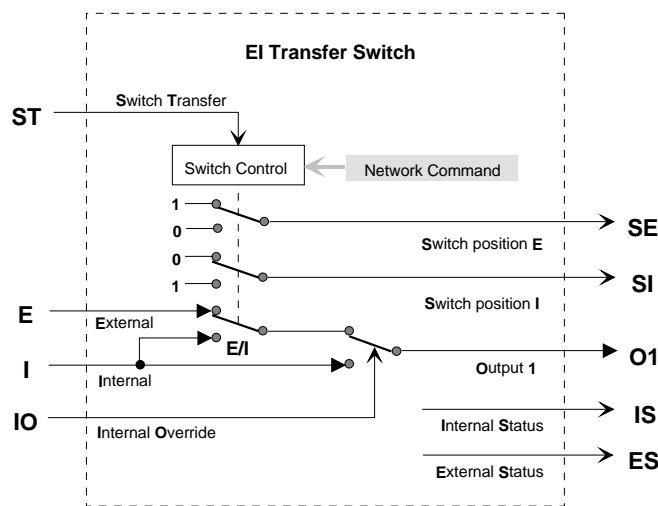 EI Transfer Switch
ST
Switch Transfer
Switch Control
Network Command
1
0
SE
Switch position E
0
1
SI
Switch position I
E
External
E/I
I
Internal
O1
Output 1
IO
Internal Override
IS
Internal Status
ES
External Status